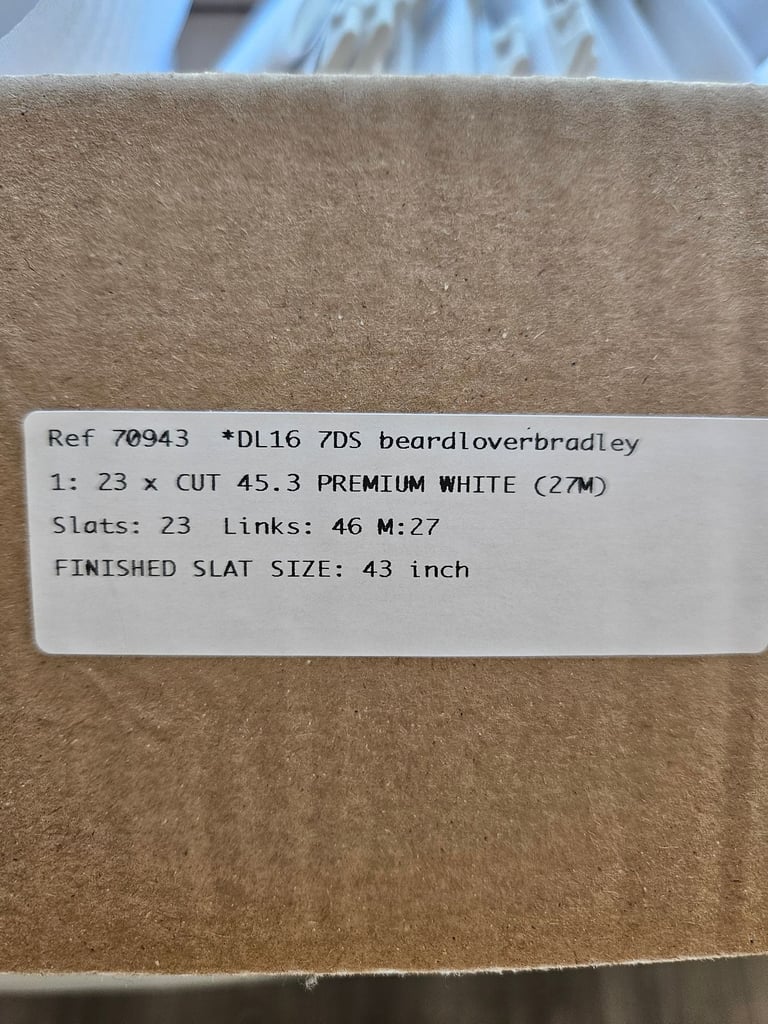 Ref 70943 *DL16 7DS beardloverbradley
1: 23 x CUT 45.3 PREMIUM WHITE (27M)
Slats: 23 Links: 46 M:27
FINISHED SLAT SIZE: 43 inch